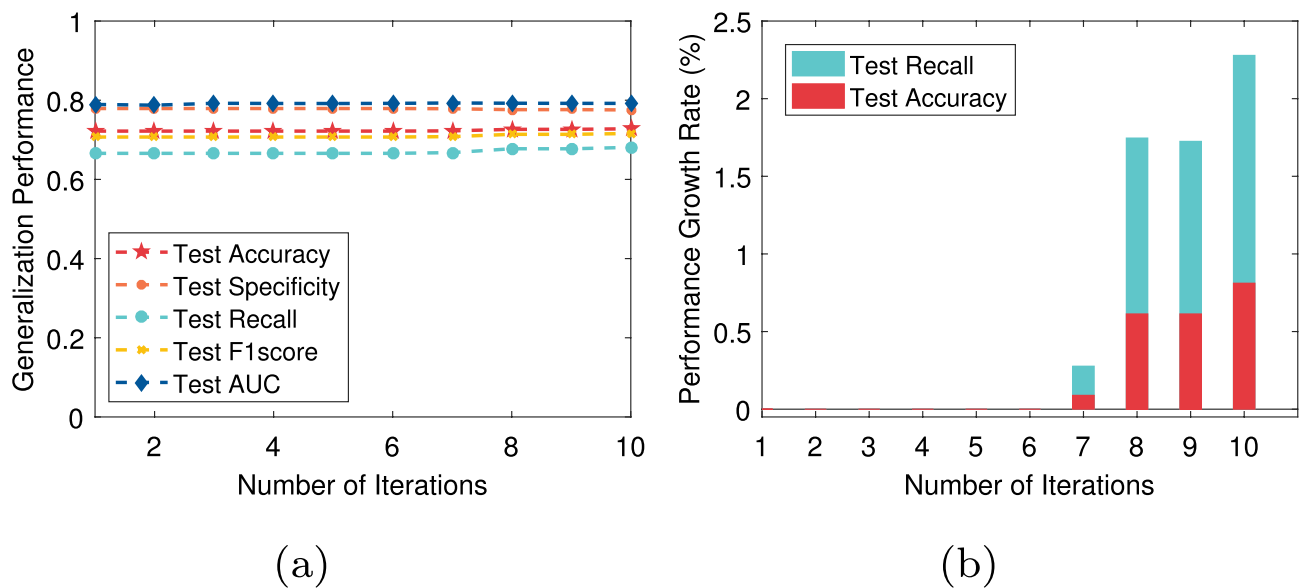 1
0.8
0.6
0.4
0.2
0
Generalization Performance
Test Accuracy
Test Specificity
Test Recall
Test F1score
Test AUC
2 4 6 8 10
Number of Iterations
(a)
2.5
2
1.5
1
0.5
0
Performance Growth Rate (%)
Test Recall
Test Accuracy
1 2 3 4 5 6 7 8 9 10
Number of Iterations
(b)